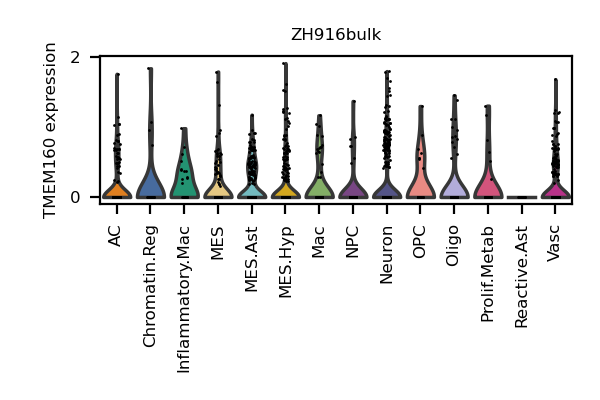 ZH916bulk
TMEM160 expression
2
0
AC
Chromatin.Reg
Inflammatory.Mac
MES
MES.Ast
MES.Hyp
Mac
NPC
Neuron
OPC
Oligo
Prolif.Metab
Reactive.Ast
Vasc